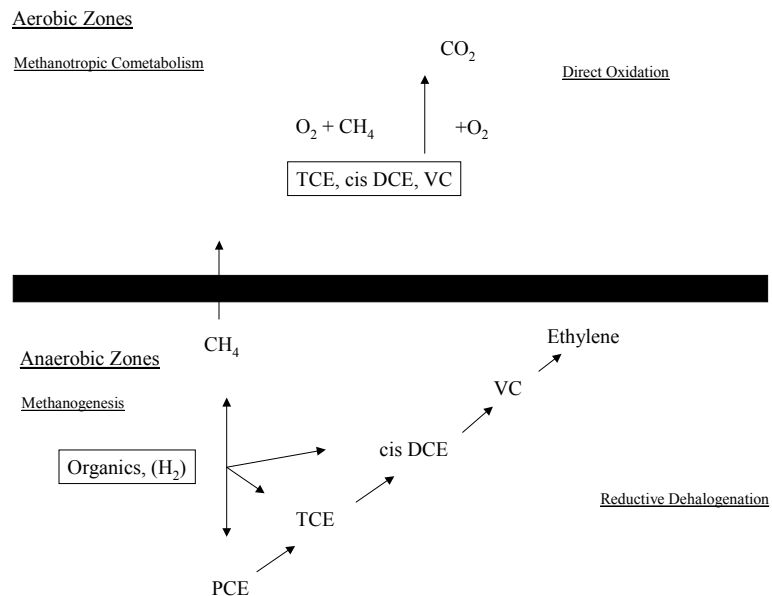 Aerobic Zones
CO₂
Methanotropic Cometabolism
Direct Oxidation
O₂ + CH₄
+O₂
TCE, cis DCE, VC
CH₄
Ethylene
Anaerobic Zones
VC
Methanogenesis
cis DCE
Organics, (H₂)
Reductive Dehalogenation
TCE
PCE